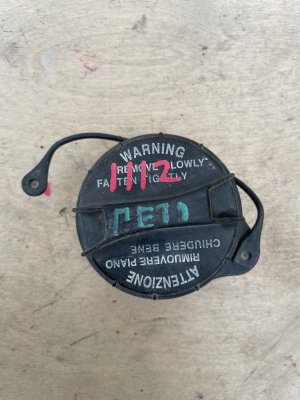 WARNING
REMOVE SLOWLY
FASTEN TIGHTLY
1112
ATTENZIONE
RIMUOVERE PIANO
CHIUDERE BENE